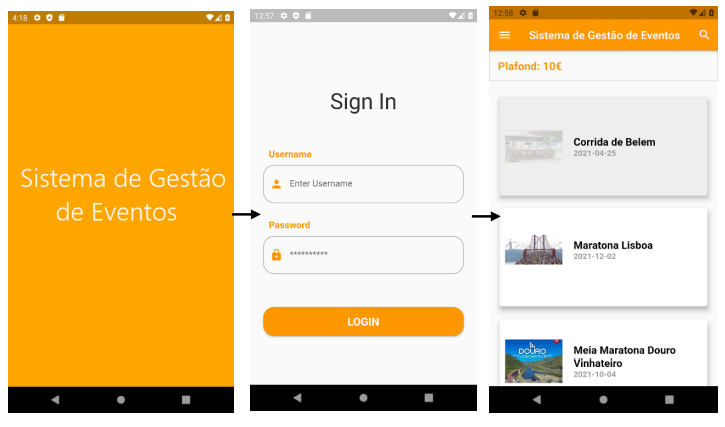 4:18
Sistema de Gestão
de Eventos
12:57
Sign In
Username
Enter Username
Password
**********
LOGIN
12:58
Sistema de Gestão de Eventos
Plafond: 10€
Corrida de Belem
2021-04-25
Maratona Lisboa
2021-12-02
DOURO
Meia Maratona Douro
Vinhateiro
2021-10-04